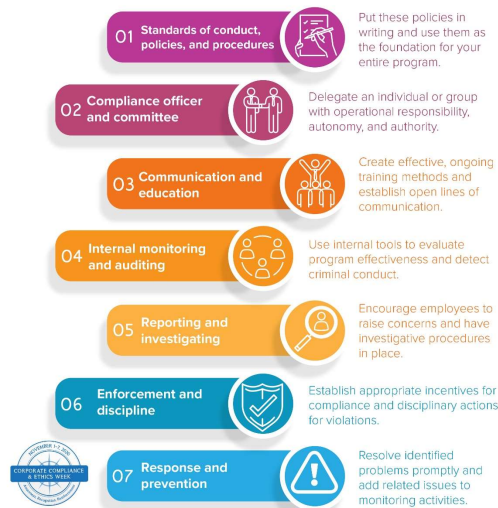 01
Standards of conduct,
policies, and procedures
Put these policies in
writing and use them as
the foundation for your
entire program.
02
Compliance officer
and committee
Delegate an individual or group
with operational responsibility,
autonomy, and authority.
03
Communication and
education
Create effective, ongoing
training methods and
establish open lines of
communication.
04
Internal monitoring
and auditing
Use internal tools to evaluate
program effectiveness and detect
criminal conduct.
05
Reporting and
investigating
Encourage employees to
raise concerns and have
investigative procedures
in place.
06
Enforcement and
discipline
Establish appropriate incentives for
compliance and disciplinary actions
for violations.
07
Response and
prevention
Resolve identified
problems promptly and
add related issues to
monitoring activities.
NOVEMBER 1-7, 2020
CORPORATE COMPLIANCE
& ETHICS WEEK